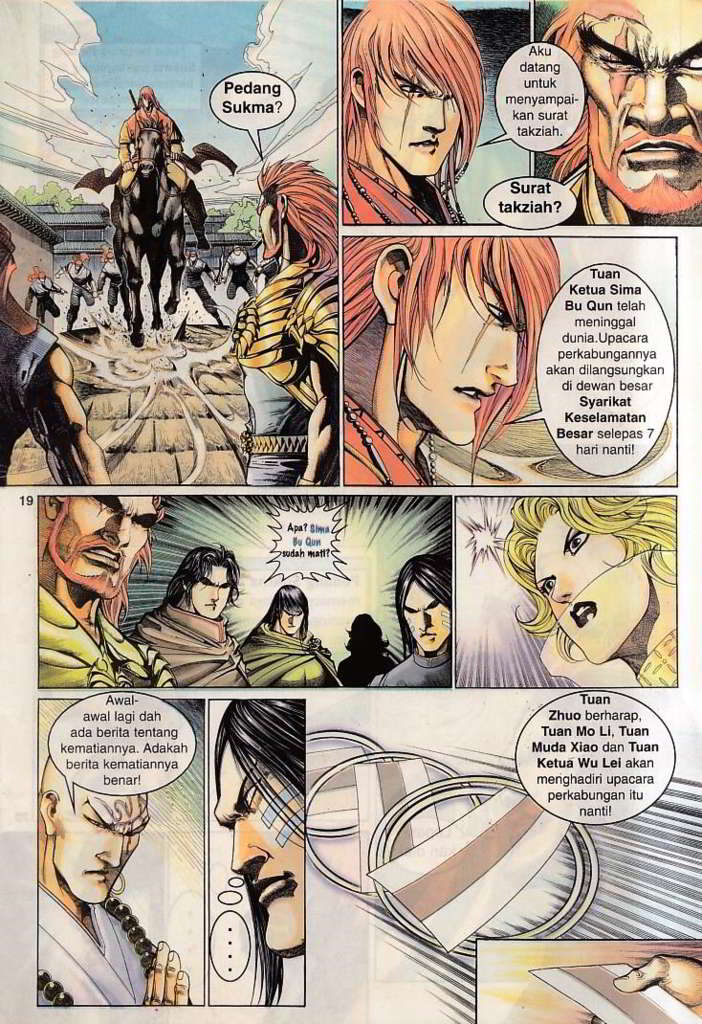 Pedang
Sukma?
Aku
datang
untuk
menyampai-
kan surat
takziah.
Surat
takziah?
Tuan
Ketua Sima
Bu Qun telah
meninggal
dunia.Upacara
perkabungannya
akan dilangsungkan
di dewan besar
Syarikat
Keselamatan
Besar selepas 7
hari nanti!
19
Apa? Sima
Bu Qun
sudah mati?
Awal-
awal lagi dah
ada berita tentang
kematiannya. Adakah
berita kematiannya
benar!
. . . .
Tuan
Zhuo berharap,
Tuan Mo Li, Tuan
Muda Xiao dan Tuan
Ketua Wu Lei akan
menghadiri upacara
perkabungan itu
nanti!